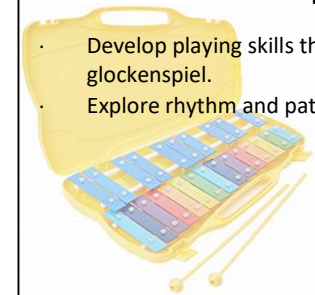 · Develop playing skills th
glockenspiel.
· Explore rhythm and pat